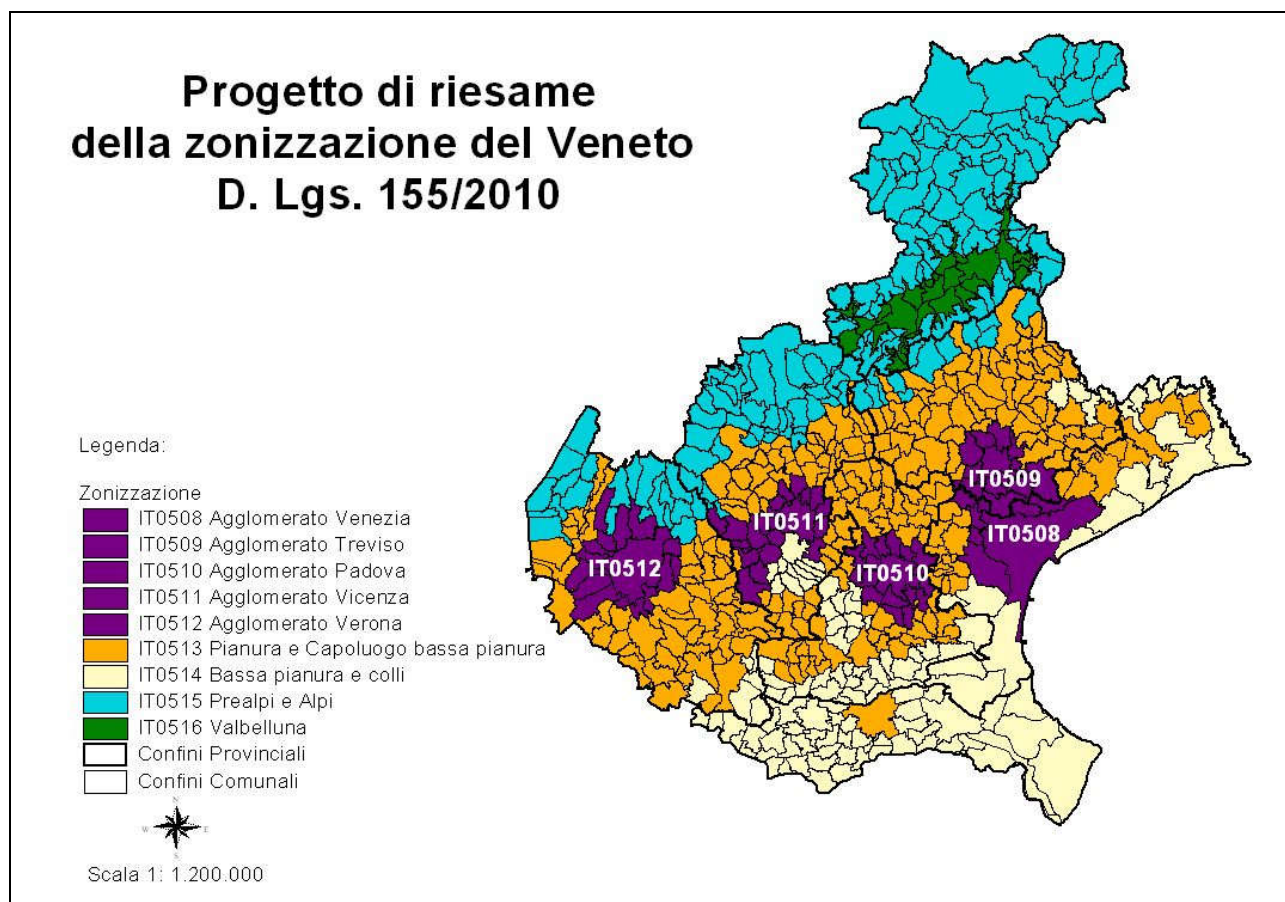 Progetto di riesame
della zonizzazione del Veneto
D. Lgs. 155/2010
IT0509
IT0511
IT0508
IT0512
IT0510
Legenda:
Zonizzazione
IT0508 Agglomerato Venezia
IT0509 Agglomerato Treviso
IT0510 Agglomerato Padova
IT0511 Agglomerato Vicenza
IT0512 Agglomerato Verona
IT0513 Pianura e Capoluogo bassa pianura
IT0514 Bassa pianura e colli
IT0515 Prealpi e Alpi
IT0516 Valbelluna
Confini Provinciali
Confini Comunali
N
W E
S
Scala 1: 1.200.000